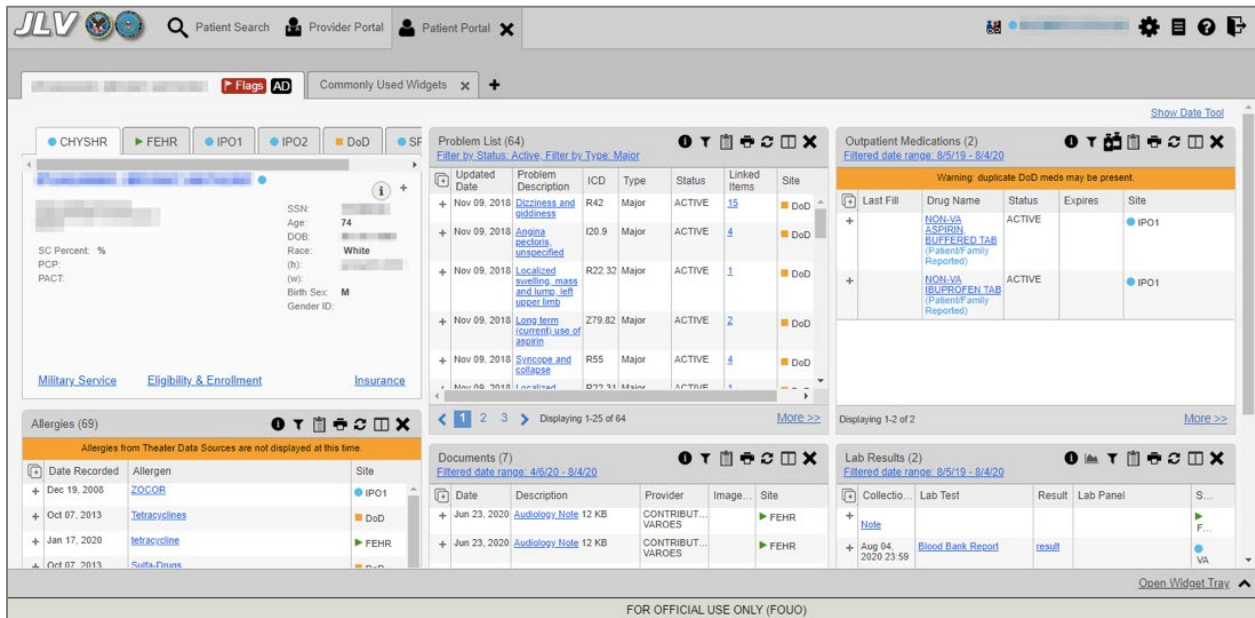 JLV Patient Search Provider Portal Patient Portal
Flags AD Commonly Used Widgets
Show Date Tool
CHYSHR FEHR IPO1 IPO2 DoD
SSN:
Age: 74
DOB:
SC Percent: % Race: White
PCP: (h):
PACT: (w):
Birth Sex: M
Gender ID:
Military Service Eligibility & Enrollment Insurance
Allergies (69)
Allergies from Theater Data Sources are not displayed at this time.
Date Recorded Allergen Site
+ Dec 19, 2008 ZOCOR IPO1
+ Oct 07, 2013 Tetracyclines DoD
+ Jan 17, 2020 tetracycline FEHR
+ Oct 07, 2013 Sulfa-Drugs DoD
Problem List (64)
Filter by Status: Active; Filter by Type: Major
Updated Date Problem Description ICD Type Status Linked Items Site
+ Nov 09, 2018 Dizziness and giddiness R42 Major ACTIVE 15 DoD
+ Nov 09, 2018 Angina pectoris, unspecified I20.9 Major ACTIVE 4 DoD
+ Nov 09, 2018 Localized swelling, mass and lump, left upper limb R22.32 Major ACTIVE 1 DoD
+ Nov 09, 2018 Long term (current) use of aspirin Z79.82 Major ACTIVE 2 DoD
+ Nov 09, 2018 Syncope and collapse R55 Major ACTIVE 4 DoD
Nov 09, 2018 Localized R22.31 Major ACTIVE 1
1 2 3 Displaying 1-25 of 64 More >>
Documents (7)
Filtered date range: 4/6/20 - 8/4/20
Date Description Provider Image... Site
+ Jun 23, 2020 Audiology Note 12 KB CONTRIBUT... VAROES FEHR
+ Jun 23, 2020 Audiology Note 12 KB CONTRIBUT... VAROES FEHR
Outpatient Medications (2)
Filtered date range: 8/5/19 - 8/4/20
Warning: duplicate DoD meds may be present.
Last Fill Drug Name Status Expires Site
+ NON-VA ASPIRIN, BUFFERED TAB (Patient/Family Reported) ACTIVE IPO1
+ NON-VA IBUPROFEN TAB (Patient/Family Reported) ACTIVE IPO1
Displaying 1-2 of 2 More >>
Lab Results (2)
Filtered date range: 8/5/19 - 8/4/20
Collectio... Lab Test Result Lab Panel S...
+ Note F...
+ Aug 04, 2020 23:59 Blood Bank Report result VA
Open Widget Tray
FOR OFFICIAL USE ONLY (FOUO)